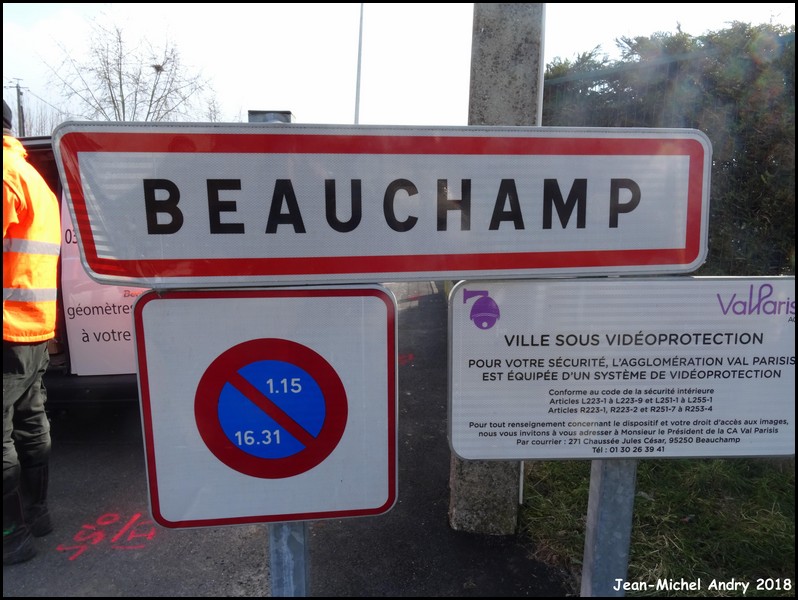 BEAUCHAMP
1.15
16.31
ValParis
VILLE SOUS VIDÉOPROTECTION
POUR VOTRE SÉCURITÉ, L'AGGLOMÉRATION VAL PARISIS
EST ÉQUIPÉE D'UN SYSTÈME DE VIDÉOPROTECTION
Conforme au code de la sécurité intérieure
Articles L223-1 à L223-9 et L251-1 à L255-1
Articles R223-1, R223-2 et R251-7 à R253-4
Pour tout renseignement concernant le dispositif et votre droit d'accès aux images,
nous vous invitons à vous adresser à Monsieur le Président de la CA Val Parisis
Par courrier : 271 Chaussée Jules César, 95250 Beauchamp
Tél : 01 30 26 39 41
géomètres
à votre
Jean-Michel Andry 2018